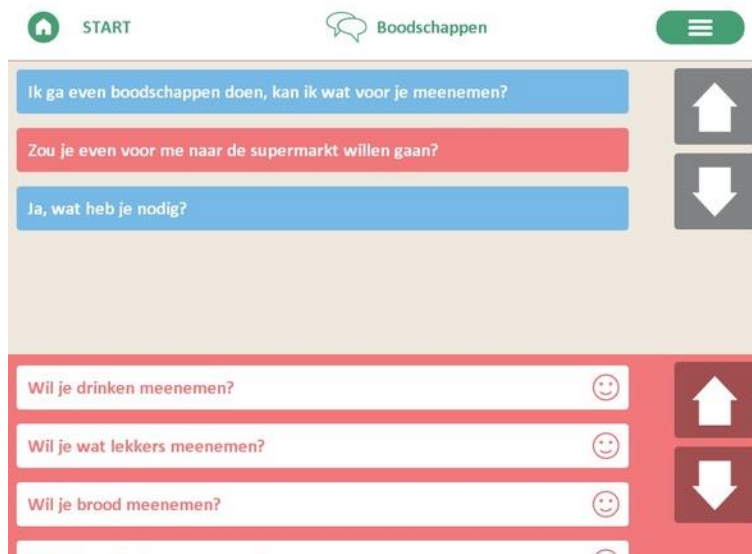 START
Boodschappen
Ik ga even boodschappen doen, kan ik wat voor je meenemen?
Zou je even voor me naar de supermarkt willen gaan?
Ja, wat heb je nodig?
Wil je drinken meenemen?
Wil je wat lekkers meenemen?
Wil je brood meenemen?